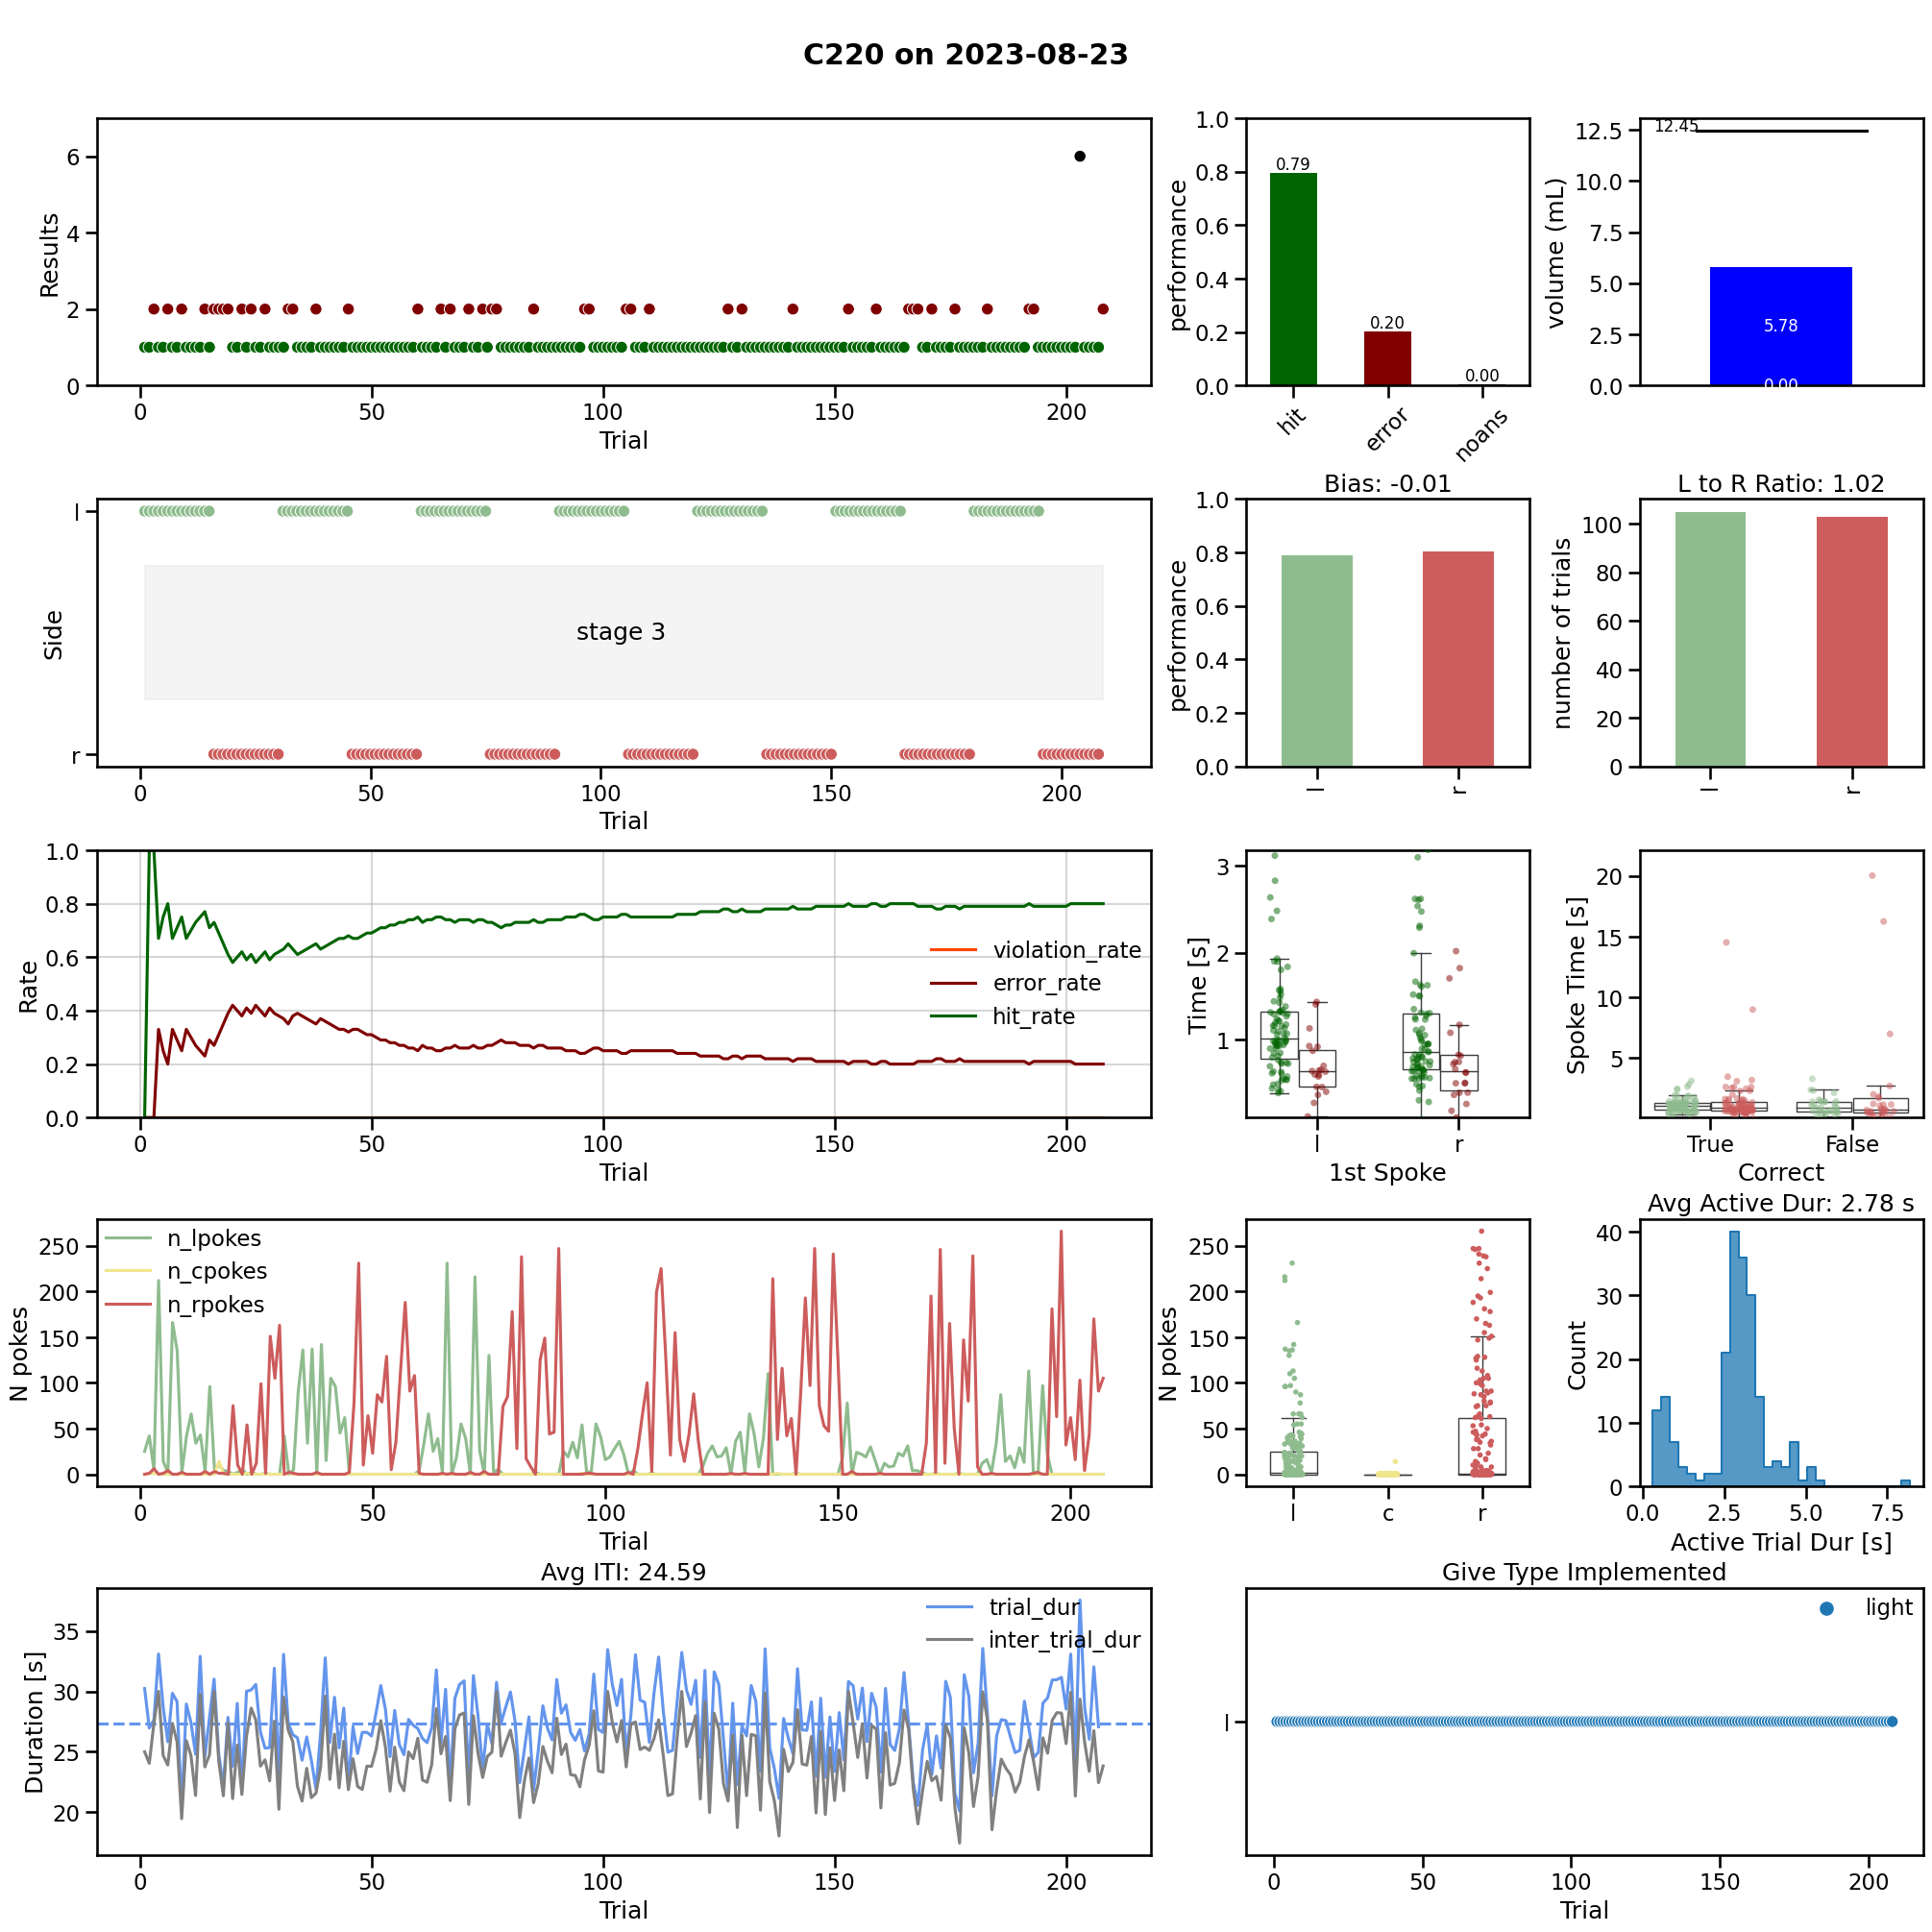 C220 on 2023-08-23
Results
6
4
2
0
0
50
100
150
200
Trial
performance
1.0
0.8
0.6
0.4
0.2
0.0
0.79
0.20
0.00
hit
error
noans
volume (mL)
12.5
10.0
7.5
5.0
2.5
0.0
12.45
5.78
0.00
Side
l
r
stage 3
0
50
100
150
200
Trial
Bias: -0.01
performance
1.0
0.8
0.6
0.4
0.2
0.0
l
r
L to R Ratio: 1.02
number of trials
100
80
60
40
20
0
l
r
Rate
1.0
0.8
0.6
0.4
0.2
0.0
violation_rate
error_rate
hit_rate
0
50
100
150
200
Trial
Time [s]
3
2
1
l
r
1st Spoke
Spoke Time [s]
20
15
10
5
True
False
Correct
N pokes
250
200
150
100
50
0
n_lpokes
n_cpokes
n_rpokes
0
50
100
150
200
Trial
N pokes
250
200
150
100
50
0
l
c
r
Avg Active Dur: 2.78 s
Count
40
30
20
10
0
0.0
2.5
5.0
7.5
Active Trial Dur [s]
Avg ITI: 24.59
Duration [s]
35
30
25
20
trial_dur
inter_trial_dur
0
50
100
150
200
Trial
Give Type Implemented
l
light
0
50
100
150
200
Trial